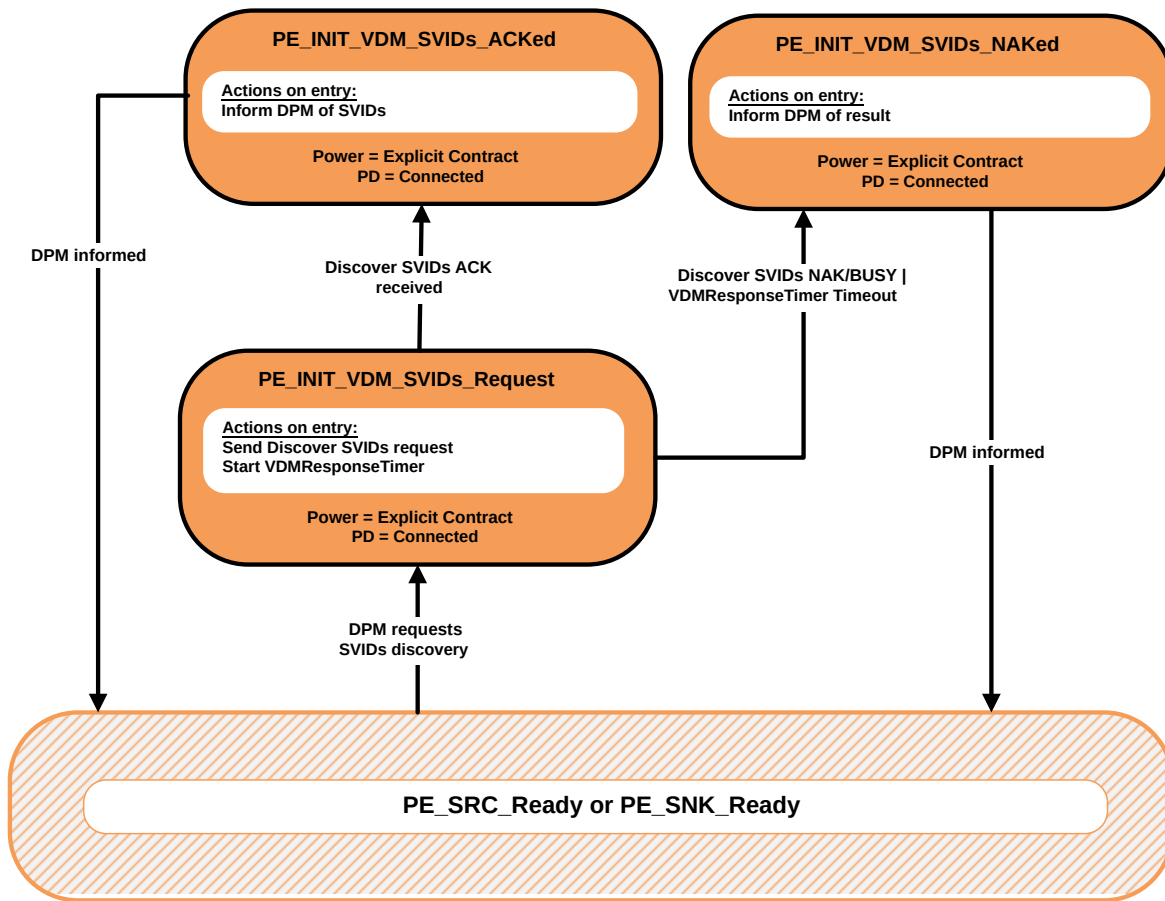 PE_INIT_VDM_SVIDs_ACKed
Actions on entry:
Inform DPM of SVIDs
Power = Explicit Contract
PD = Connected
PE_INIT_VDM_SVIDs_NAKed
Actions on entry:
Inform DPM of result
Power = Explicit Contract
PD = Connected
DPM informed
Discover SVIDs ACK
received
Discover SVIDs NAK/BUSY |
VDMResponseTimer Timeout
PE_INIT_VDM_SVIDs_Request
Actions on entry:
Send Discover SVIDs request
Start VDMResponseTimer
Power = Explicit Contract
PD = Connected
DPM informed
DPM requests
SVIDs discovery
PE_SRC_Ready or PE_SNK_Ready